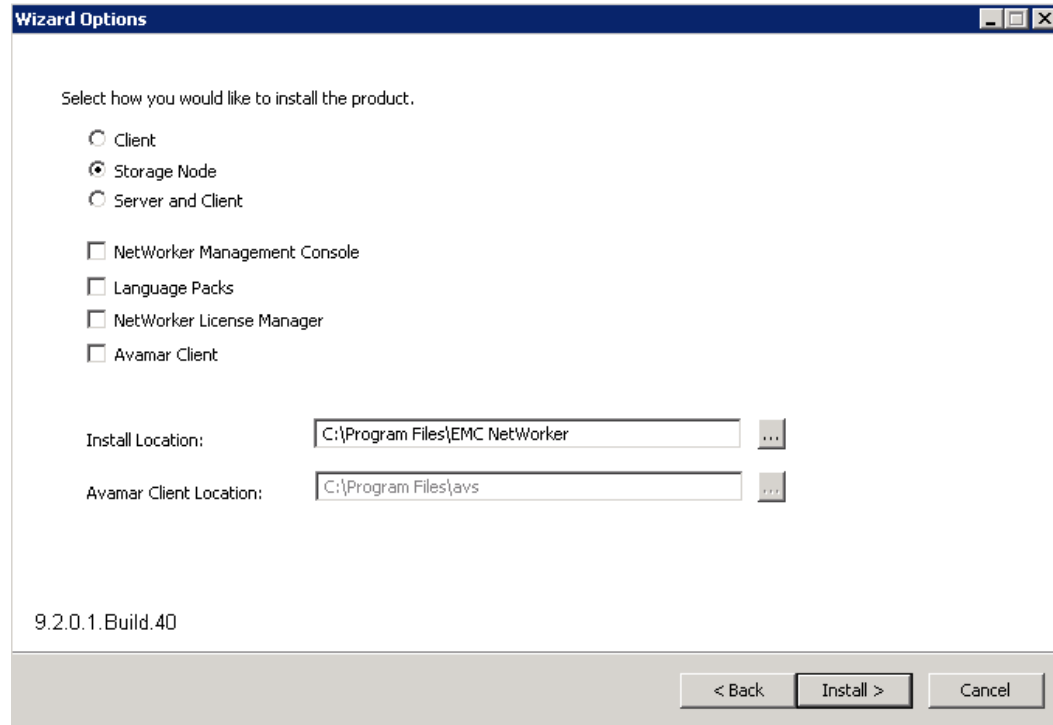 Wizard Options
Select how you would like to install the product.
Client
Storage Node
Server and Client
NetWorker Management Console
Language Packs
NetWorker License Manager
Avamar Client
Install Location:
C:\Program Files\EMC NetWorker
...
Avamar Client Location:
C:\Program Files\avs
...
9.2.0.1.Build.40
< Back
Install >
Cancel